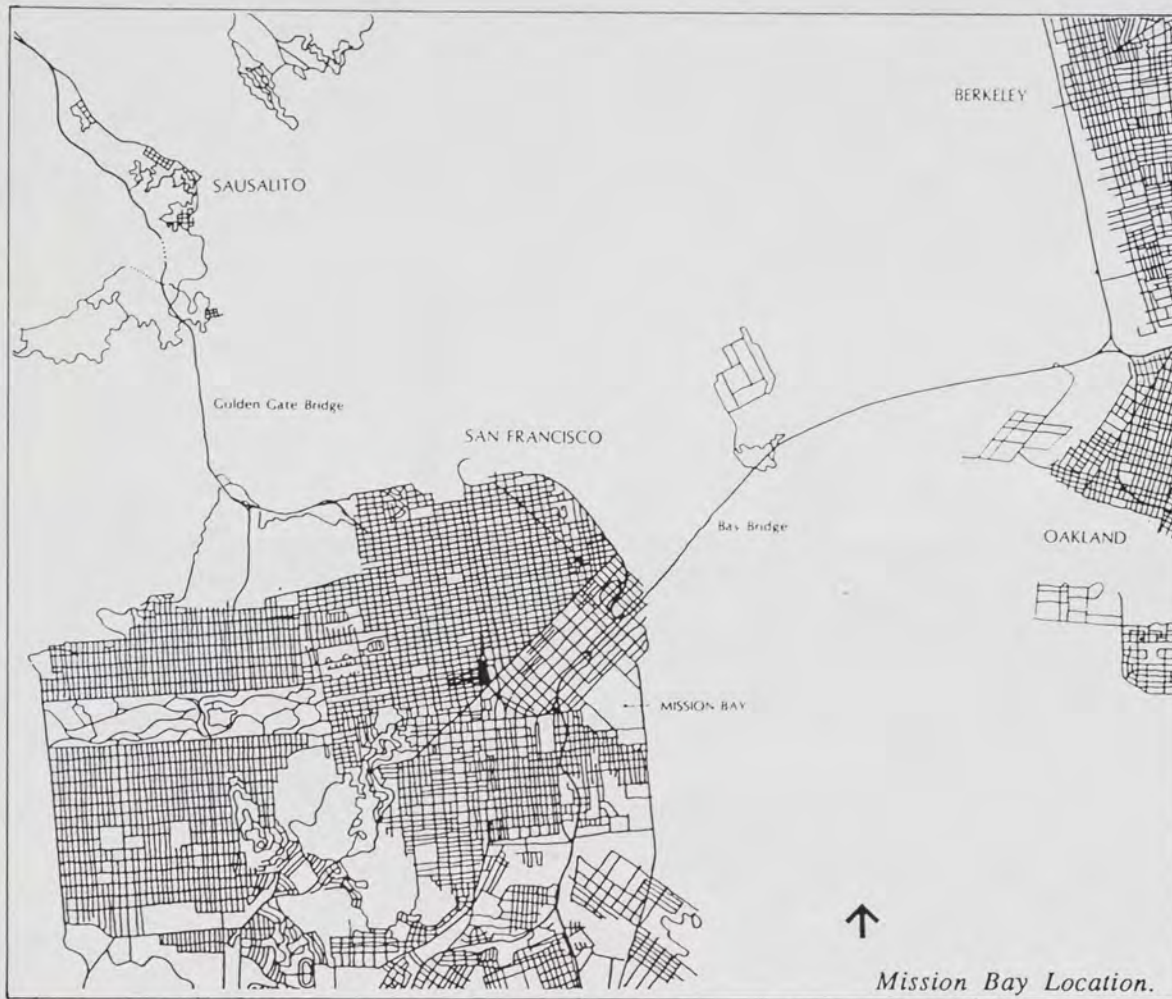 BERKELEY
SAUSALITO
Golden Gate Bridge
SAN FRANCISCO
Bay Bridge
OAKLAND
MISSION BAY
Mission Bay Location.